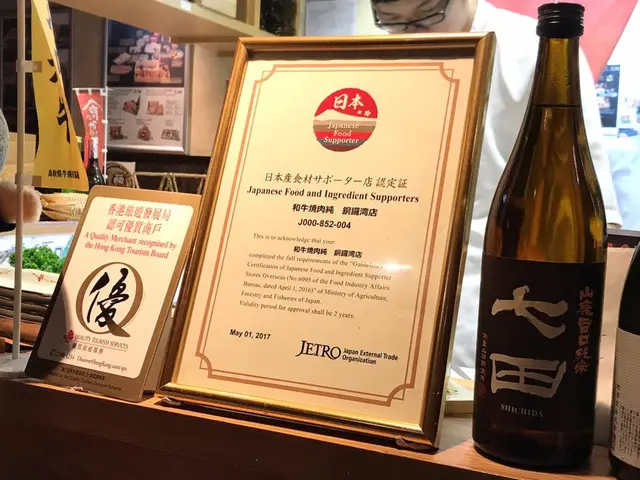 香港旅遊發展局
認可優質商戶
A Quality Merchant recognised by
the Hong Kong Tourism Board
優
QUALITY TOURISM SERVICES
日本
の
Japanese
Food
Supporter
日本産食材サポーター店 認定証
Japanese Food and Ingredient Supporters
和牛焼肉純 銅鑼湾店
J000-852-004
This is to acknowledge that your
和牛焼肉純 銅鑼湾店
completed the full requirements of the "Guideline
Certification of Japanese Food and Ingredient Supporter
Stores Overseas (No 6095 of the Food Industry Affairs
Bureau, dated April 1, 2016)" of Ministry of Agriculture,
Forestry and Fisheries of Japan.
Validity period for approval shall be 2 years.
May 01, 2017
JETRO Japan External Trade
Organization
七田
SHICHIDA